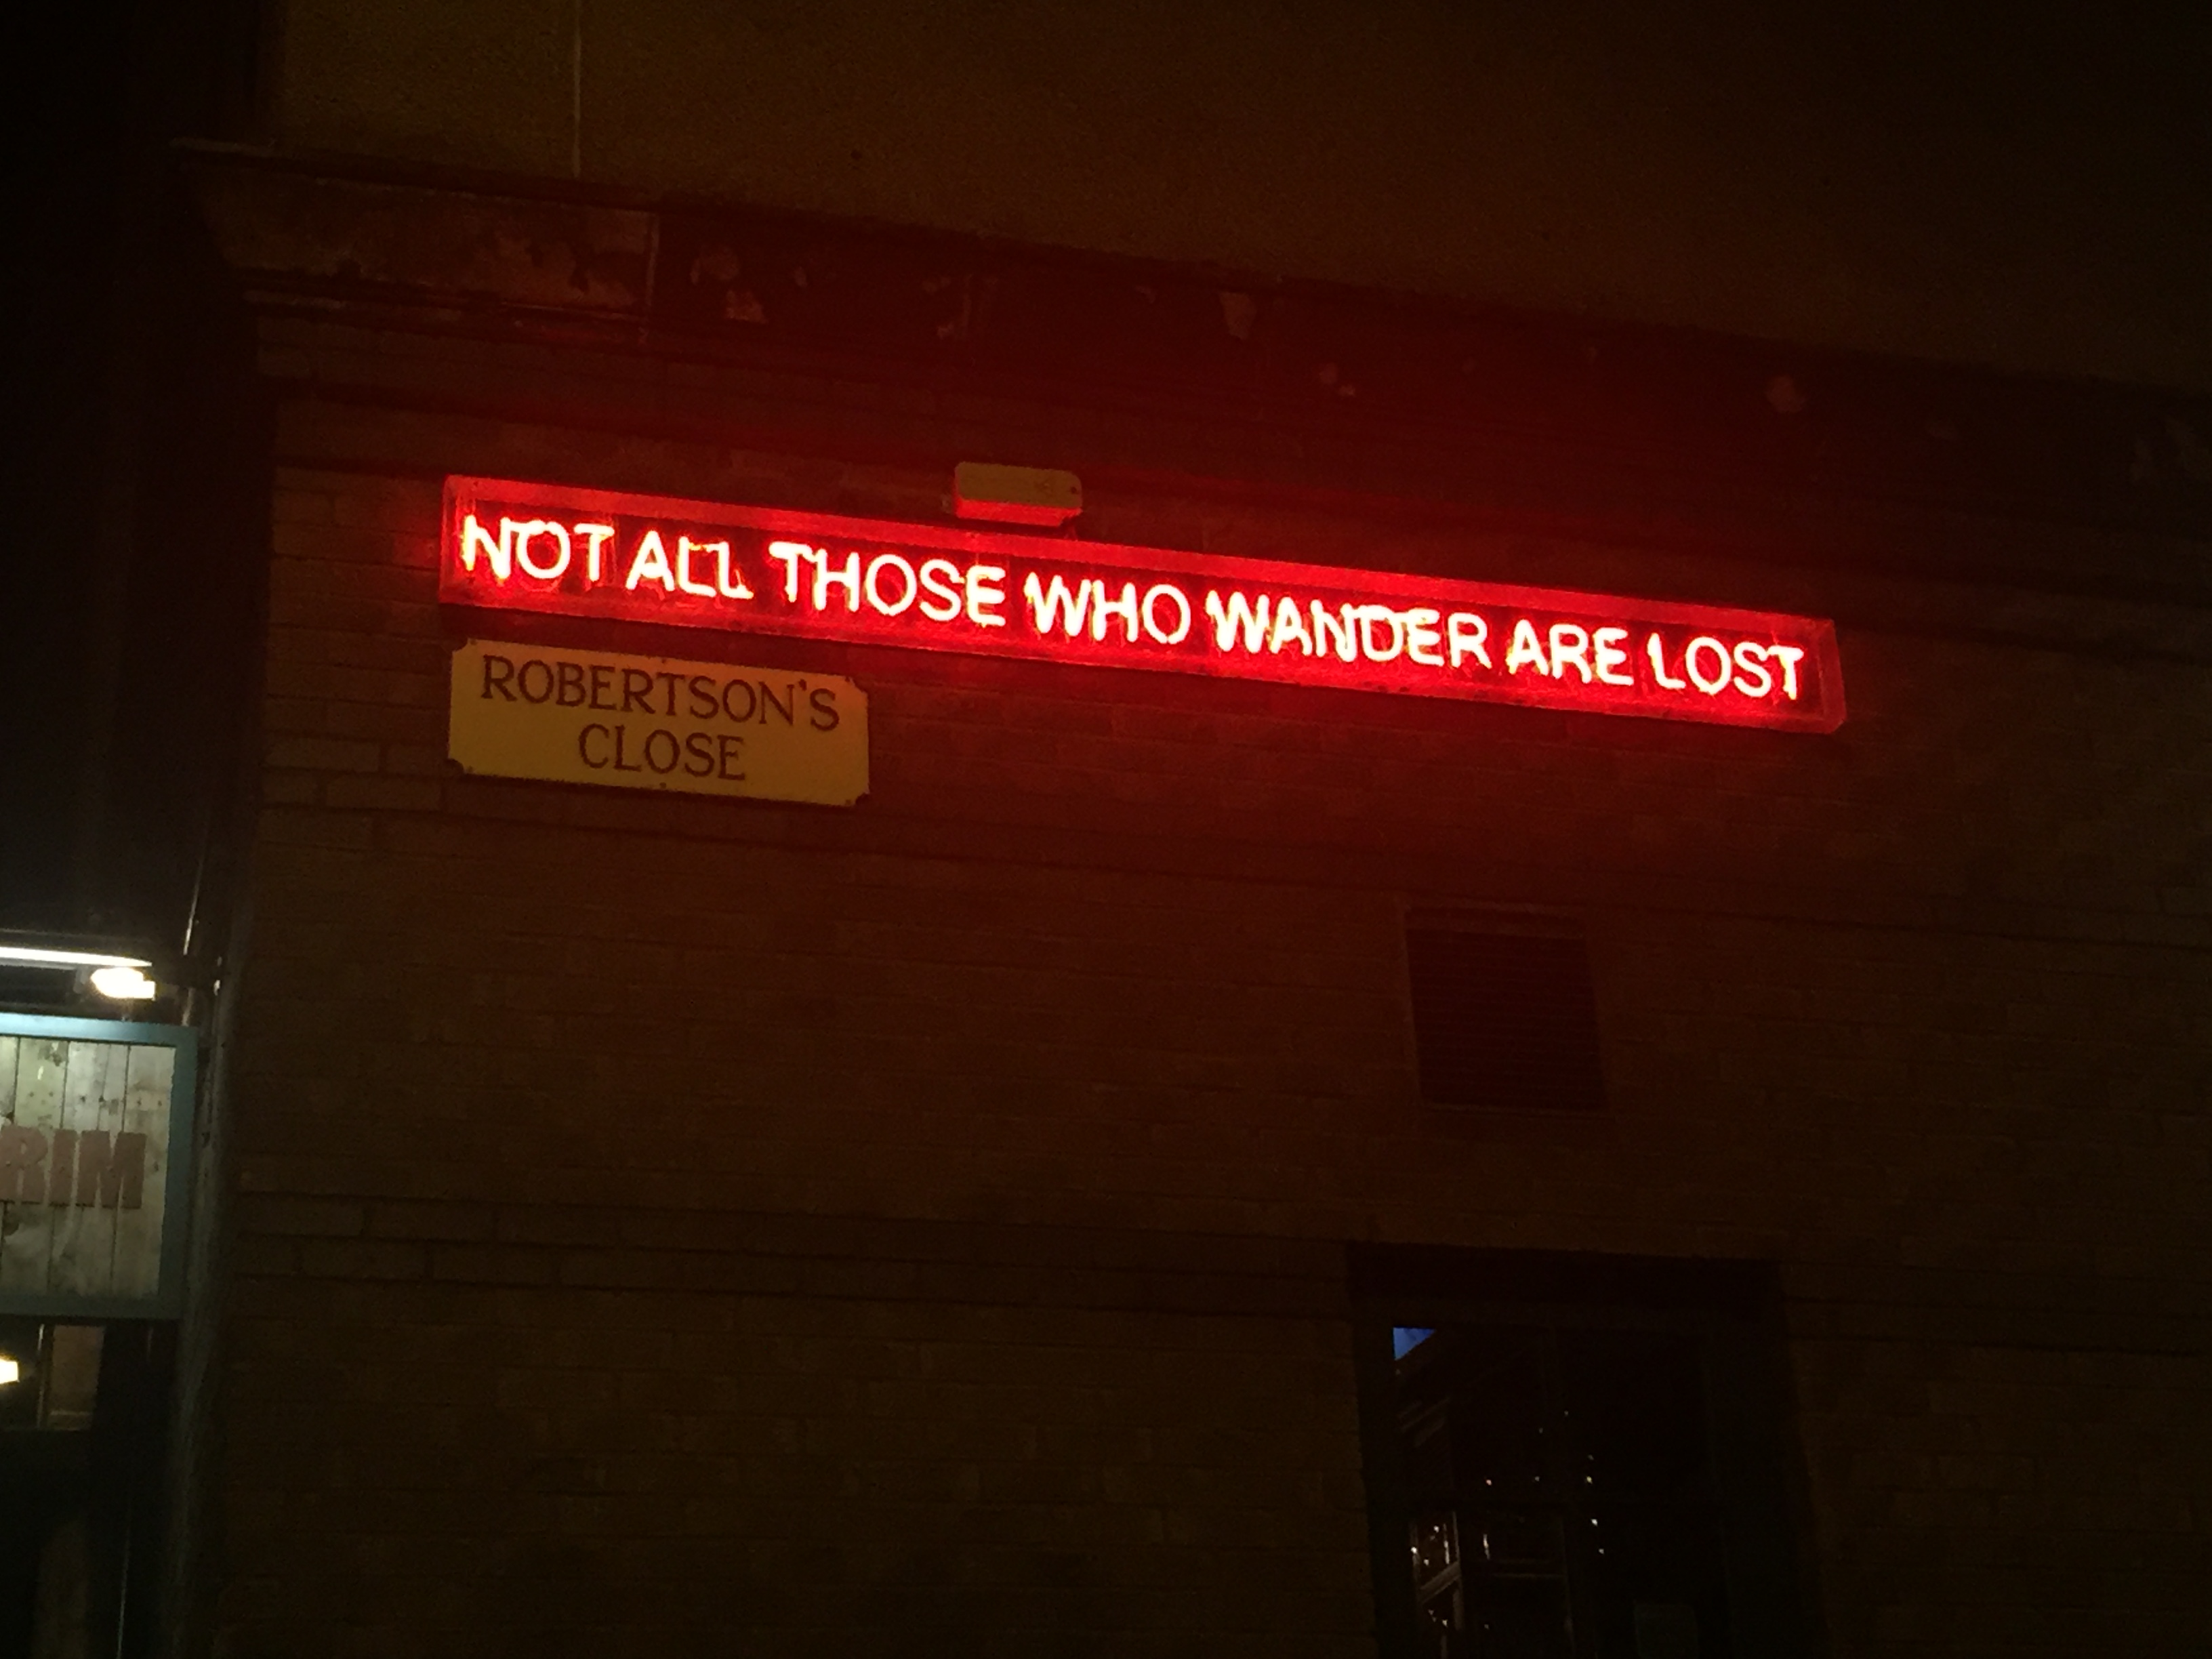 NOT ALL THOSE WHO WANDER ARE LOST
ROBERTSON'S
CLOSE
RIM